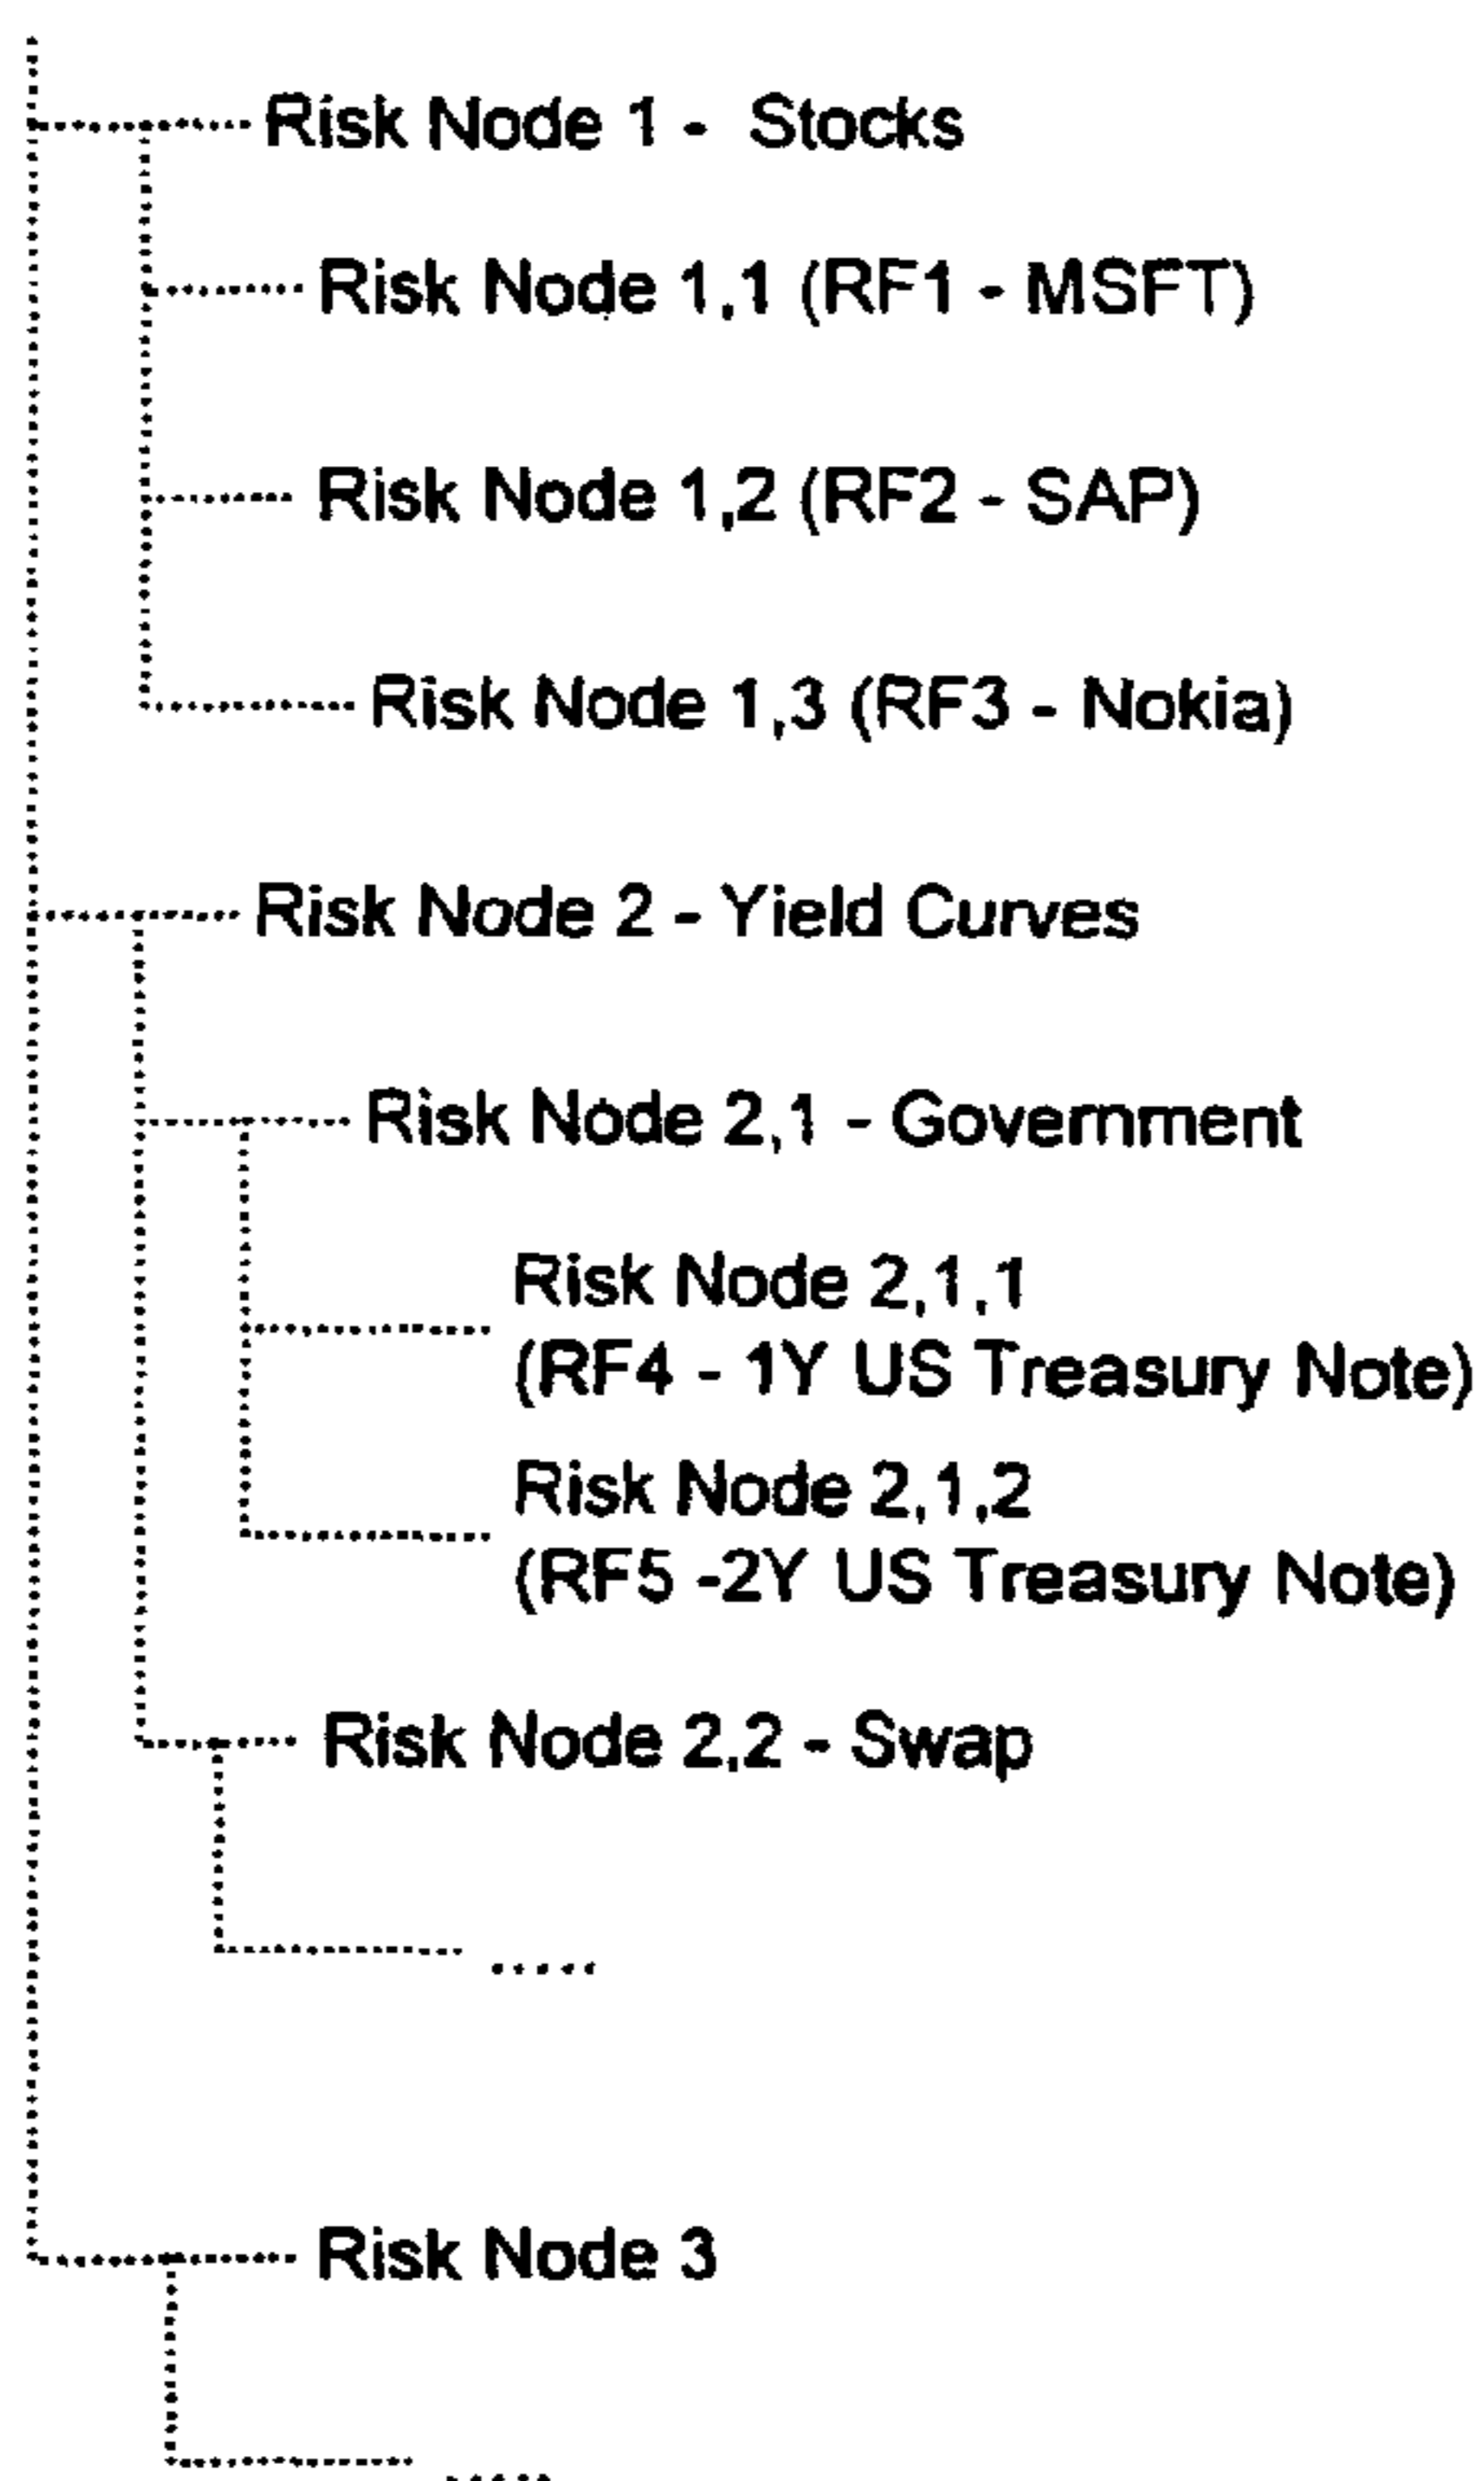 Risk Node 1 - Stocks
Risk Node 1,1 (RF1 - MSFT)
Risk Node 1,2 (RF2 - SAP)
Risk Node 1,3 (RF3 - Nokia)
Risk Node 2 - Yield Curves
Risk Node 2,1 - Government
Risk Node 2,1,1
(RF4 - 1Y US Treasury Note)
Risk Node 2,1,2
(RF5 -2Y US Treasury Note)
Risk Node 2,2 - Swap
.....
Risk Node 3
.....